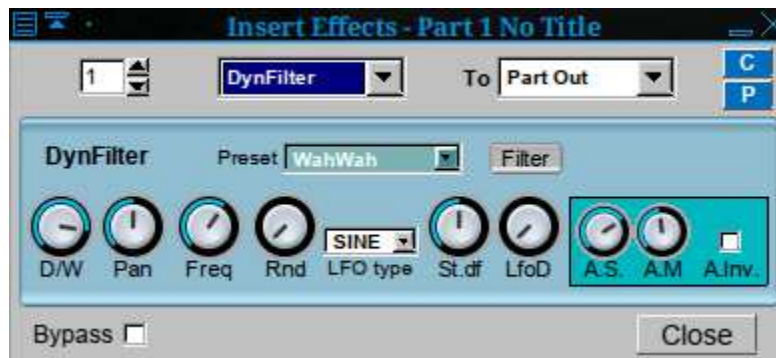 Insert Effects - Part 1 No Title
1 DynFilter To Part Out C
P
DynFilter Preset WahWah Filter
SINE
D/W Pan Freq Rnd LFO type St.df LfoD A.S. A.M A.Inv.
Bypass Close